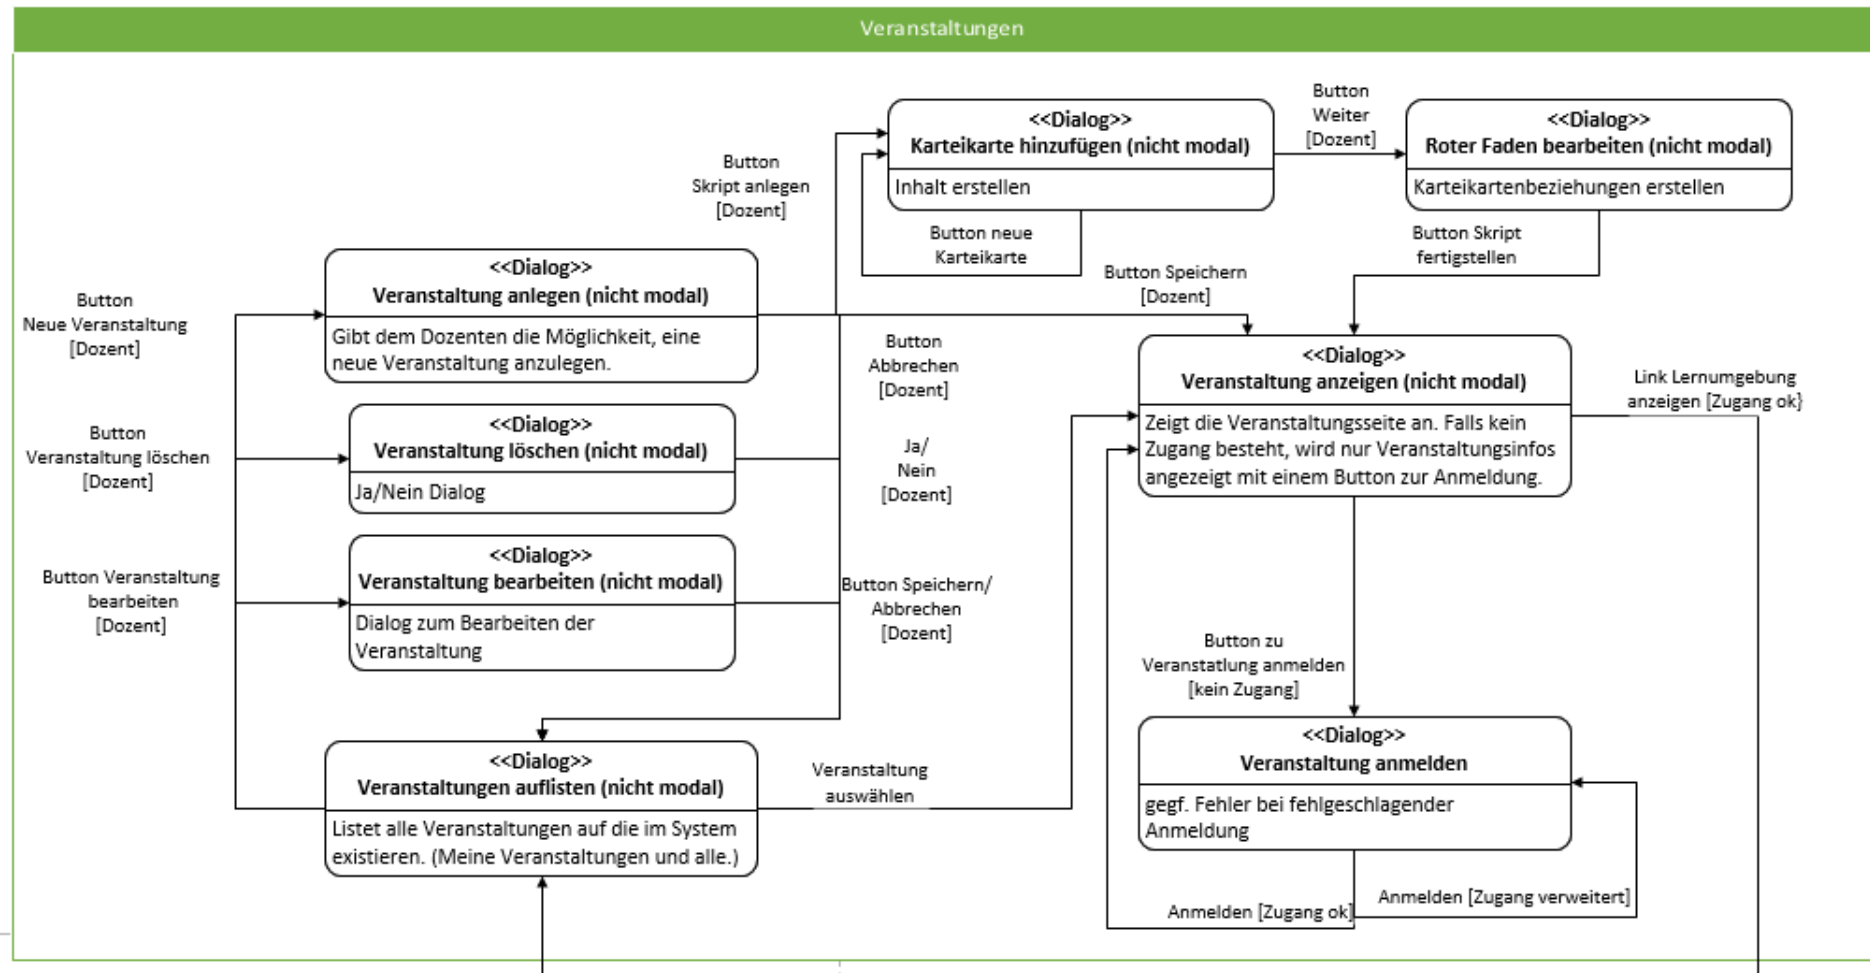 Veranstaltungen
Button
Weiter
[Dozent]
<<Dialog>>
Karteikarte hinzufügen (nicht modal)
Inhalt erstellen
<<Dialog>>
Roter Faden bearbeiten (nicht modal)
Karteikartenbeziehungen erstellen
Button
Skript anlegen
[Dozent]
Button neue
Karteikarte
Button Skript
fertigstellen
<<Dialog>>
Veranstaltung anlegen (nicht modal)
Gibt dem Dozenten die Möglichkeit, eine
neue Veranstaltung anzulegen.
Button Speichern
[Dozent]
Button
Neue Veranstaltung
[Dozent]
Button
Abbrechen
[Dozent]
<<Dialog>>
Veranstaltung anzeigen (nicht modal)
Zeigt die Veranstaltungsseite an. Falls kein
Zugang besteht, wird nur Veranstaltungsinfos
angezeigt mit einem Button zur Anmeldung.
Link Lernumgebung
anzeigen [Zugang ok}
Button
Veranstaltung löschen
[Dozent]
<<Dialog>>
Veranstaltung löschen (nicht modal)
Ja/Nein Dialog
Ja/
Nein
[Dozent]
<<Dialog>>
Veranstaltung bearbeiten (nicht modal)
Dialog zum Bearbeiten der
Veranstaltung
Button Veranstaltung
bearbeiten
[Dozent]
Button Speichern/
Abbrechen
[Dozent]
Button zu
Veranstatlung anmelden
[kein Zugang]
<<Dialog>>
Veranstaltungen auflisten (nicht modal)
Listet alle Veranstaltungen auf die im System
existieren. (Meine Veranstaltungen und alle.)
Veranstaltung
auswählen
<<Dialog>>
Veranstaltung anmelden
gegf. Fehler bei fehlgeschlagender
Anmeldung
Anmelden [Zugang ok]
Anmelden [Zugang verweitert]